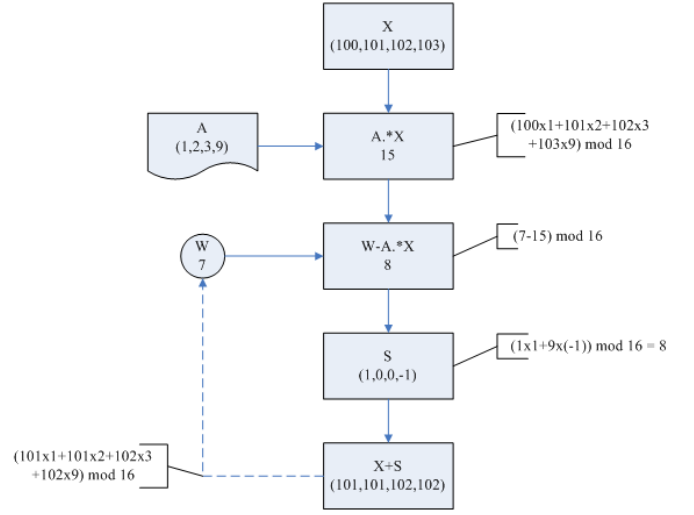 X
(100,101,102,103)
A
(1,2,3,9)
A.*X
15
(100x1+101x2+102x3
+103x9) mod 16
W
7
W-A.*X
8
(7-15) mod 16
S
(1,0,0,-1)
(1x1+9x(-1)) mod 16 = 8
(101x1+101x2+102x3
+102x9) mod 16
X+S
(101,101,102,102)